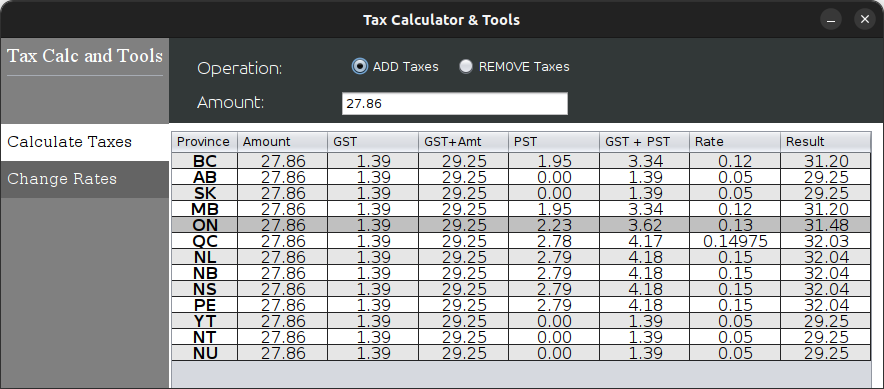 Tax Calculator & Tools
Tax Calc and Tools
Operation: ADD Taxes REMOVE Taxes
Amount: 27.86
Calculate Taxes
Change Rates
Province Amount GST GST+Amt PST GST + PST Rate Result
BC 27.86 1.39 29.25 1.95 3.34 0.12 31.20
AB 27.86 1.39 29.25 0.00 1.39 0.05 29.25
SK 27.86 1.39 29.25 0.00 1.39 0.05 29.25
MB 27.86 1.39 29.25 1.95 3.34 0.12 31.20
ON 27.86 1.39 29.25 2.23 3.62 0.13 31.48
QC 27.86 1.39 29.25 2.78 4.17 0.14975 32.03
NL 27.86 1.39 29.25 2.79 4.18 0.15 32.04
NB 27.86 1.39 29.25 2.79 4.18 0.15 32.04
NS 27.86 1.39 29.25 2.79 4.18 0.15 32.04
PE 27.86 1.39 29.25 2.79 4.18 0.15 32.04
YT 27.86 1.39 29.25 0.00 1.39 0.05 29.25
NT 27.86 1.39 29.25 0.00 1.39 0.05 29.25
NU 27.86 1.39 29.25 0.00 1.39 0.05 29.25